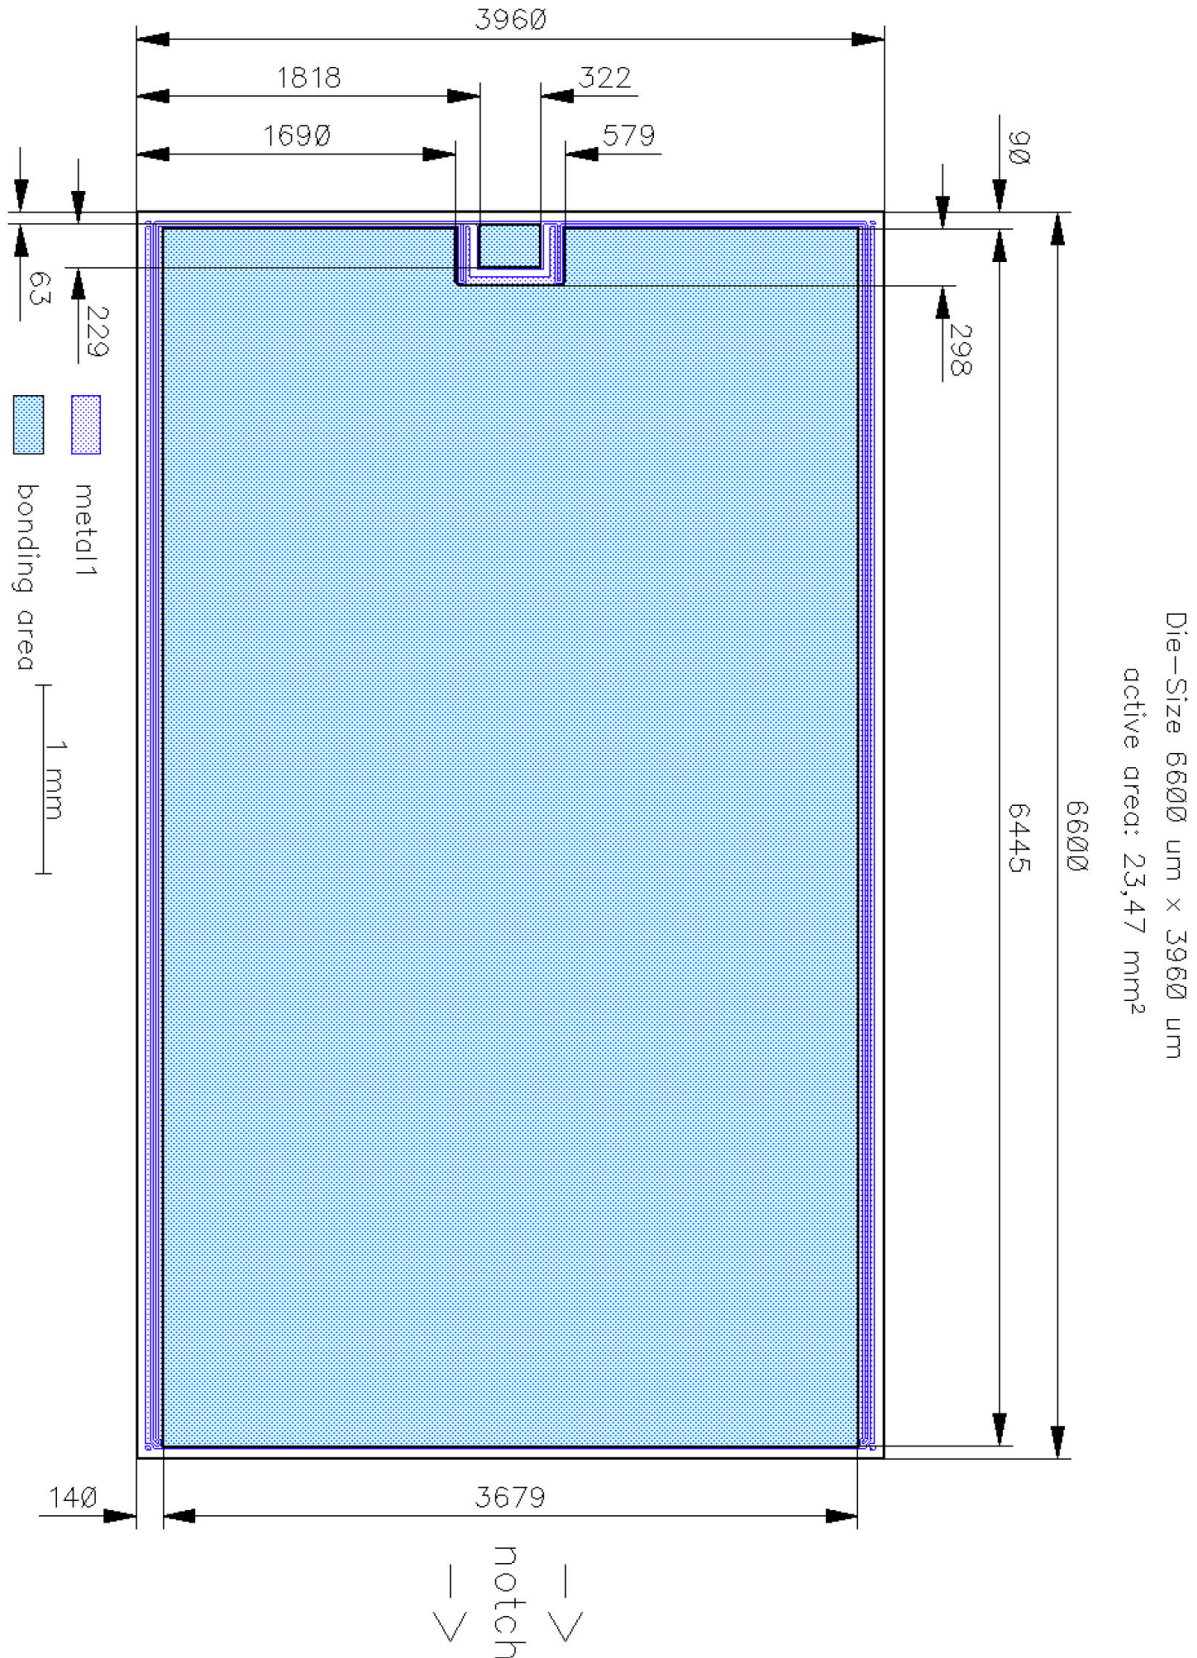 3960
1818
322
1690
579
90
63
229
298
metal1
bonding area
1 mm
Die-Size 6600 um x 3960 um
active area: 23,47 mm²
6600
6445
140
3679
notch